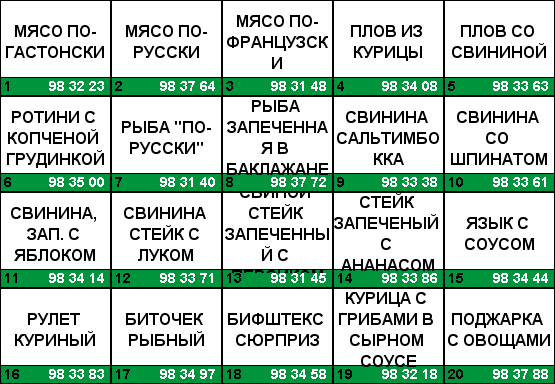 МЯСО ПО-
ГАСТОНСКИ
1 98 32 23
МЯСО ПО-
РУССКИ
2 98 37 64
МЯСО ПО-
ФРАНЦУЗСК
И
3 98 31 48
ПЛОВ ИЗ
КУРИЦЫ
4 98 34 08
ПЛОВ СО
СВИНИНОЙ
5 98 33 63
РОТИНИ С
КОПЧЕНОЙ
ГРУДИНКОЙ
6 98 35 00
РЫБА "ПО-
РУССКИ"
7 98 31 40
РЫБА
ЗАПЕЧЕННА
Я В
БАКЛАЖАНЕ
8 98 37 72
СВИНИНА
САЛЬТИМБО
ККА
9 98 33 38
СВИНИНА
СО
ШПИНАТОМ
10 98 33 61
СВИНИНА,
ЗАП. С
ЯБЛОКОМ
11 98 34 14
СВИНИНА
СТЕЙК С
ЛУКОМ
12 98 33 71
СВИНОЙ
СТЕЙК
ЗАПЕЧЕННЫ
Й С
13 98 31 45
СТЕЙК
ЗАПЕЧЕНЫЙ
С
АНАНАСОМ
14 98 33 86
ЯЗЫК С
СОУСОМ
15 98 34 44
РУЛЕТ
КУРИНЫЙ
16 98 33 83
БИТОЧЕК
РЫБНЫЙ
17 98 34 97
БИФШТЕКС
СЮРПРИЗ
18 98 34 58
КУРИЦА С
ГРИБАМИ В
СЫРНОМ
СОУСЕ
19 98 32 18
ПОДЖАРКА
С ОВОЩАМИ
20 98 37 88